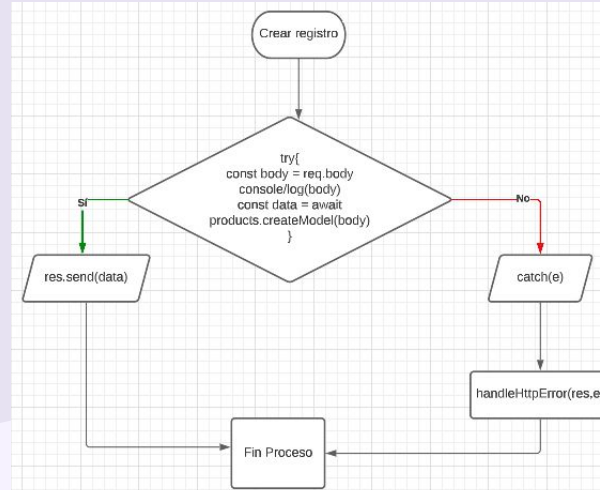 Crear registro
try{
const body = req.body
console/log(body)
const data = await
products.createModel(body)
}
Sí
No
res.send(data)
catch(e)
handleHttpError(res,e
Fin Proceso